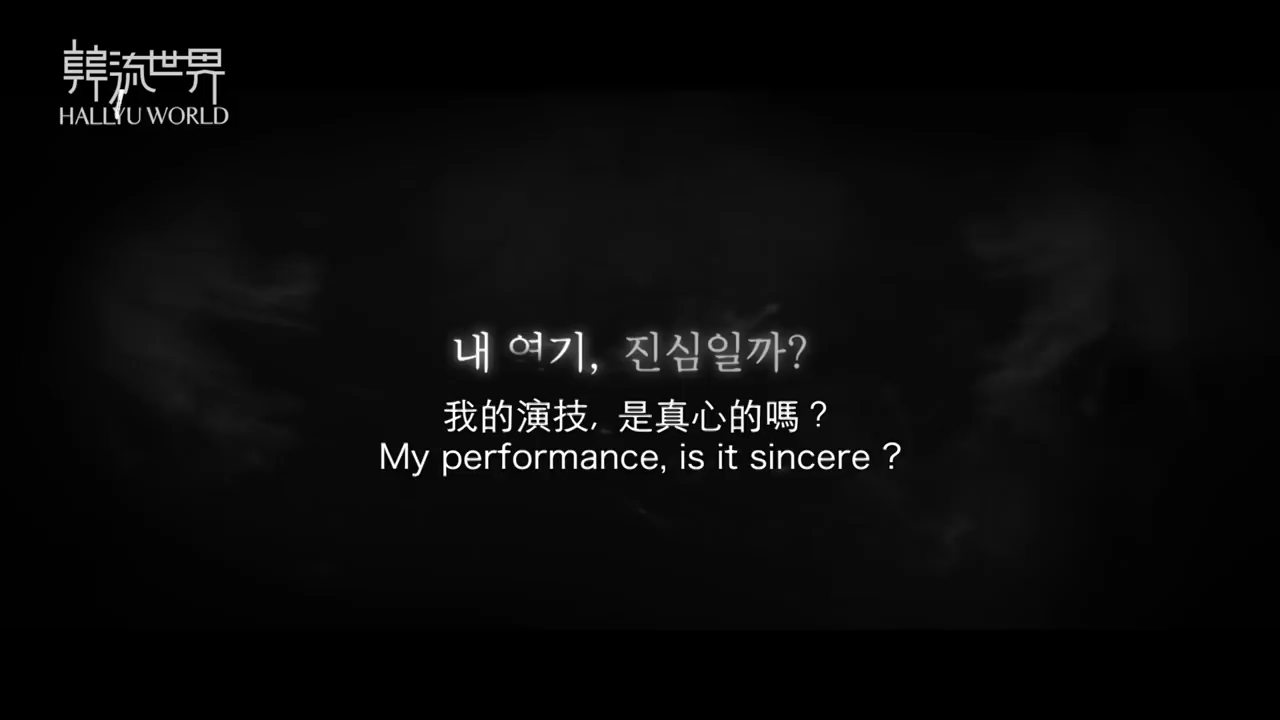 韓流世界
HALLYU WORLD
내 연기, 진심일까?
我的演技, 是真心的嗎?
My performance, is it sincere ?